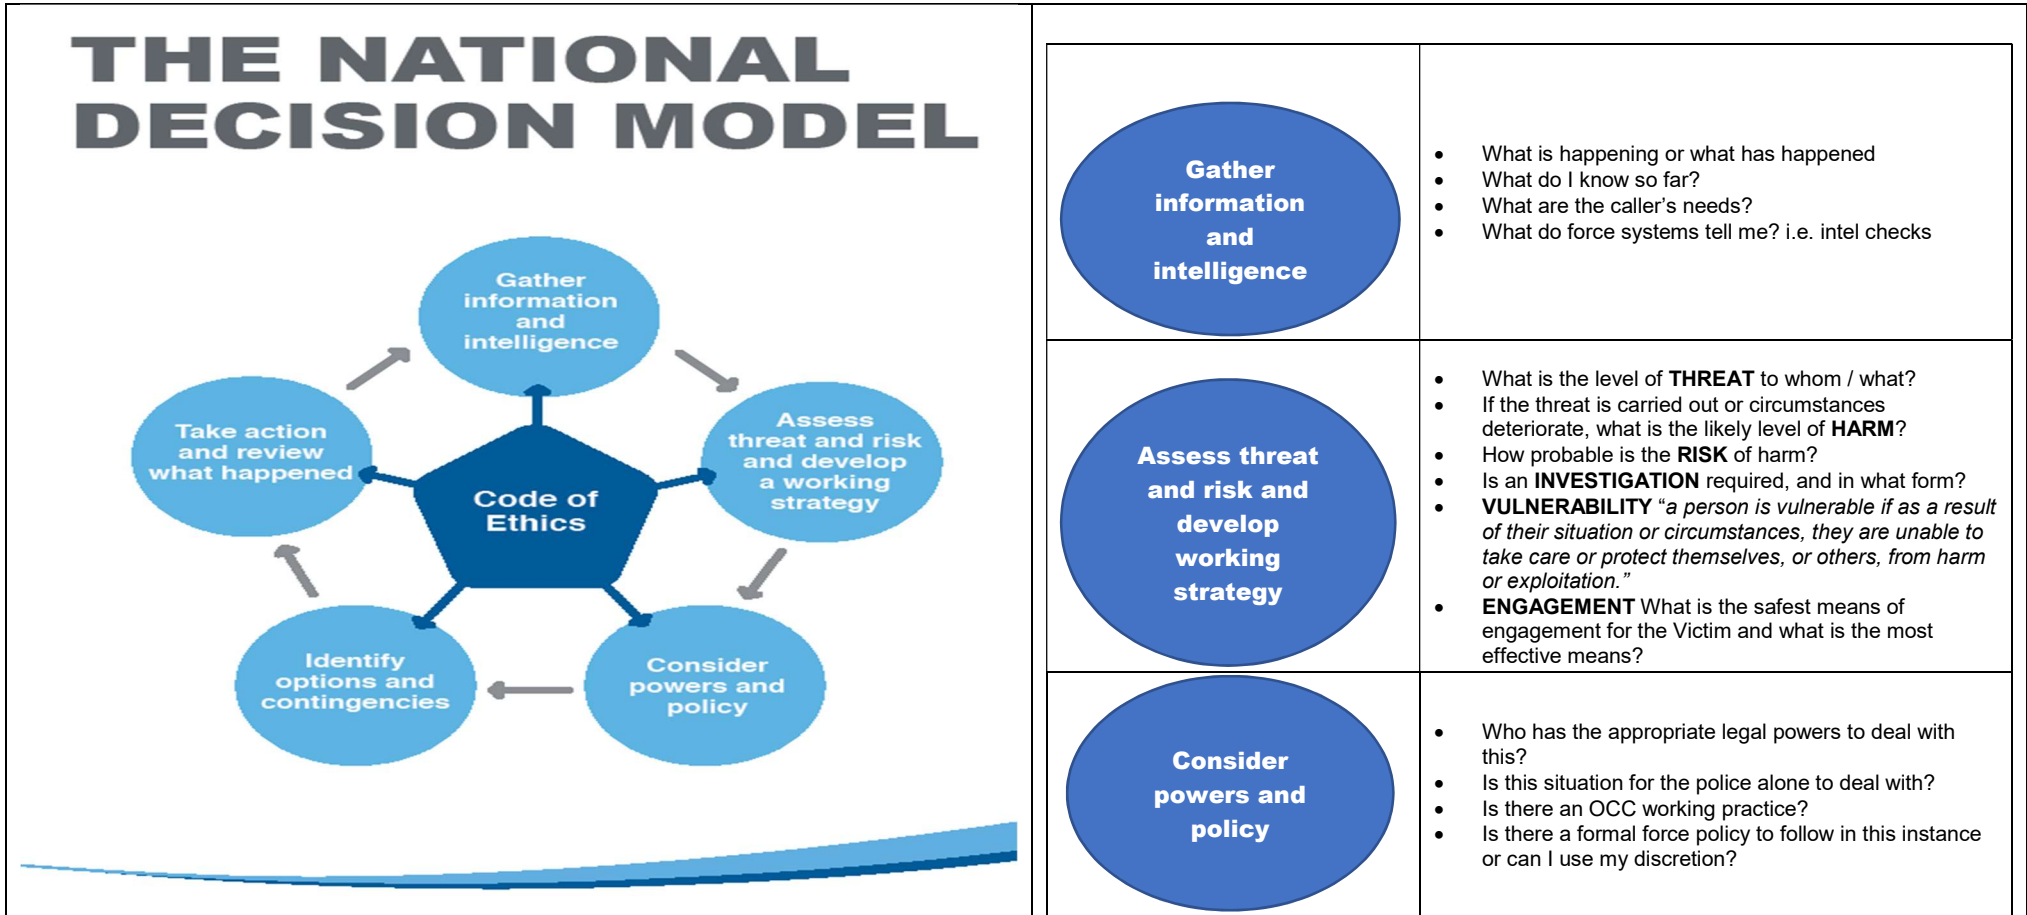 THE NATIONAL
DECISION MODEL
Gather
information
and
intelligence
Assess
threat and risk
and develop
a working
strategy
Consider
powers and
policy
Identify
options and
contingencies
Take action
and review
what happened
Code of
Ethics
Gather
information
and
intelligence
• What is happening or what has happened
• What do I know so far?
• What are the caller’s needs?
• What do force systems tell me? i.e. intel checks
Assess threat
and risk and
develop
working
strategy
• What is the level of THREAT to whom / what?
• If the threat is carried out or circumstances
deteriorate, what is the likely level of HARM?
• How probable is the RISK of harm?
• Is an INVESTIGATION required, and in what form?
• VULNERABILITY “a person is vulnerable if as a result
of their situation or circumstances, they are unable to
take care or protect themselves, or others, from harm
or exploitation.”
• ENGAGEMENT What is the safest means of
engagement for the Victim and what is the most
effective means?
Consider
powers and
policy
• Who has the appropriate legal powers to deal with
this?
• Is this situation for the police alone to deal with?
• Is there an OCC working practice?
• Is there a formal force policy to follow in this instance
or can I use my discretion?